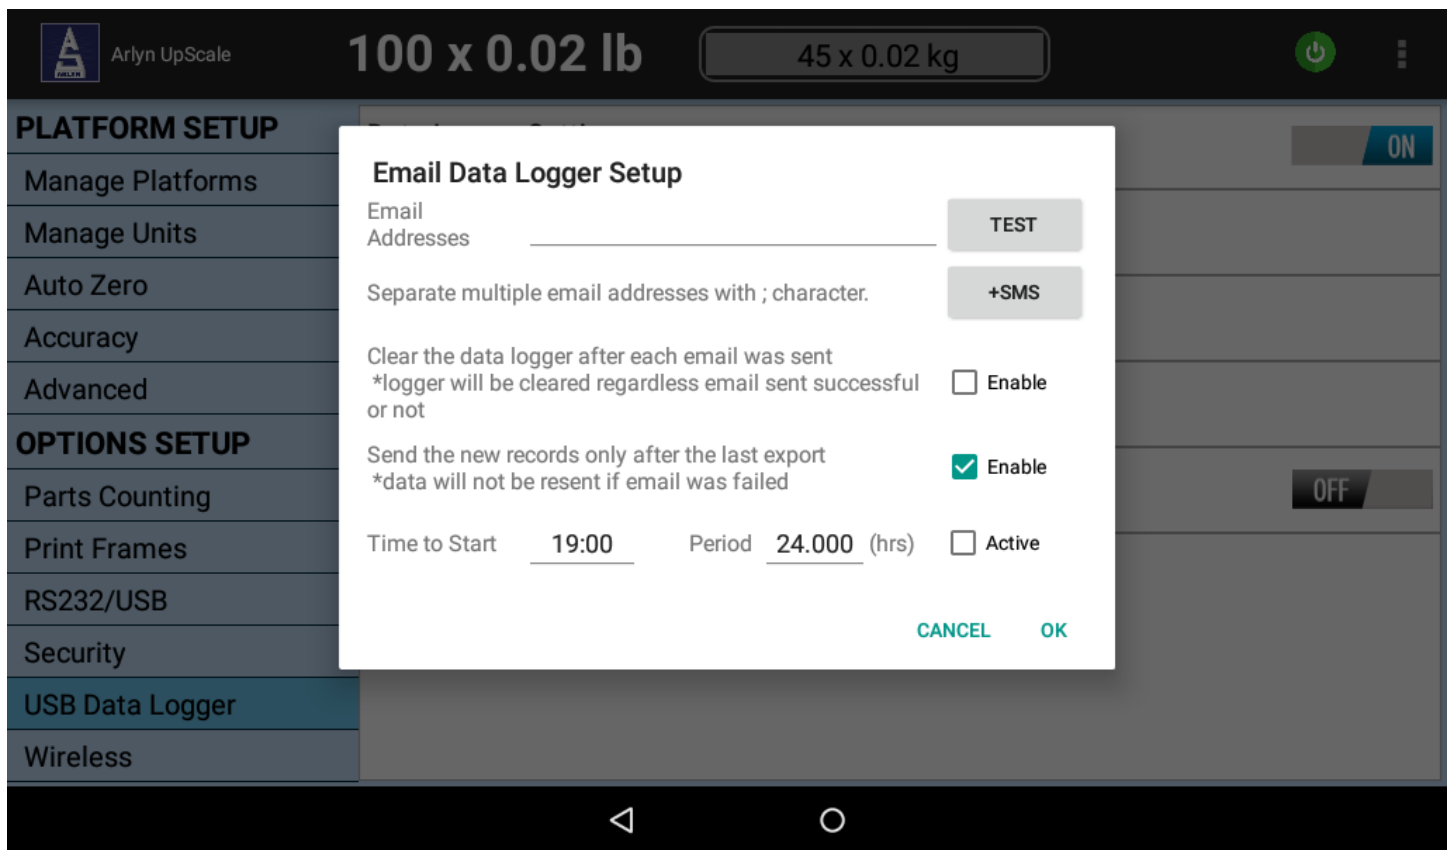 ARLYN
Arlyn UpScale
100 x 0.02 lb
45 x 0.02 kg
PLATFORM SETUP
Manage Platforms
Manage Units
Auto Zero
Accuracy
Advanced
OPTIONS SETUP
Parts Counting
Print Frames
RS232/USB
Security
USB Data Logger
Wireless
ON
OFF
Email Data Logger Setup
Email
Addresses
TEST
Separate multiple email addresses with ; character.
+SMS
Clear the data logger after each email was sent
*logger will be cleared regardless email sent successful
or not
Enable
Send the new records only after the last export
*data will not be resent if email was failed
Enable
Time to Start 19:00 Period 24.000 (hrs) Active
CANCEL OK